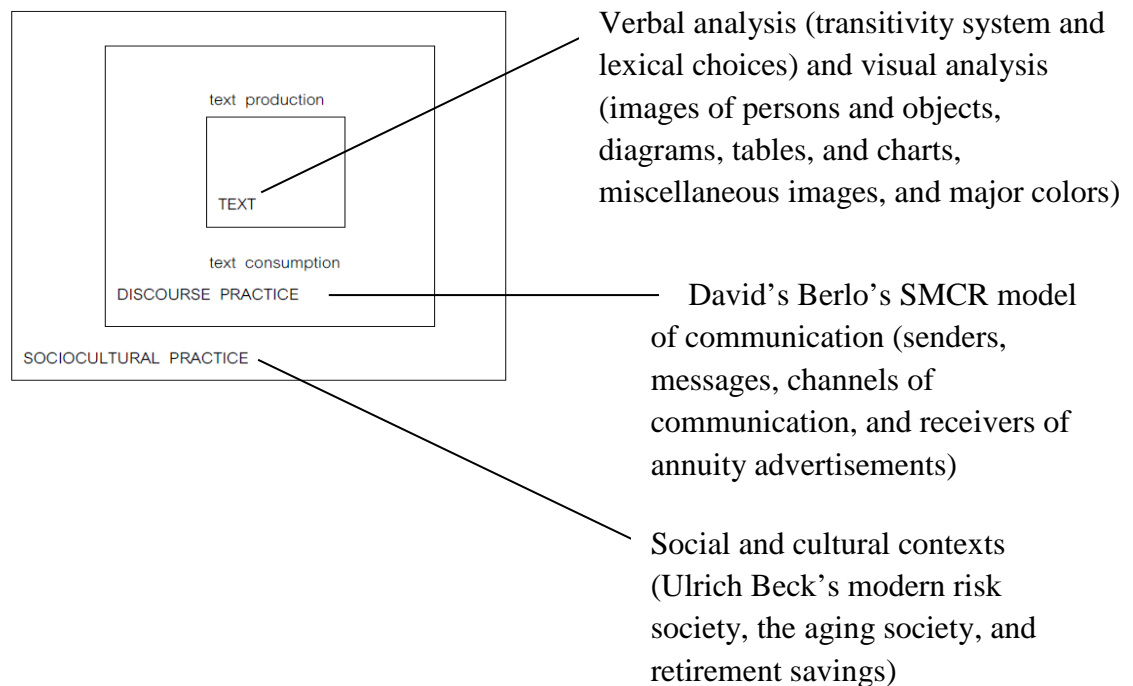 text production
TEXT
text consumption
DISCOURSE PRACTICE
SOCIOCULTURAL PRACTICE
Verbal analysis (transitivity system and
lexical choices) and visual analysis
(images of persons and objects,
diagrams, tables, and charts,
miscellaneous images, and major colors)
David’s Berlo’s SMCR model
of communication (senders,
messages, channels of
communication, and receivers of
annuity advertisements)
Social and cultural contexts
(Ulrich Beck’s modern risk
society, the aging society, and
retirement savings)